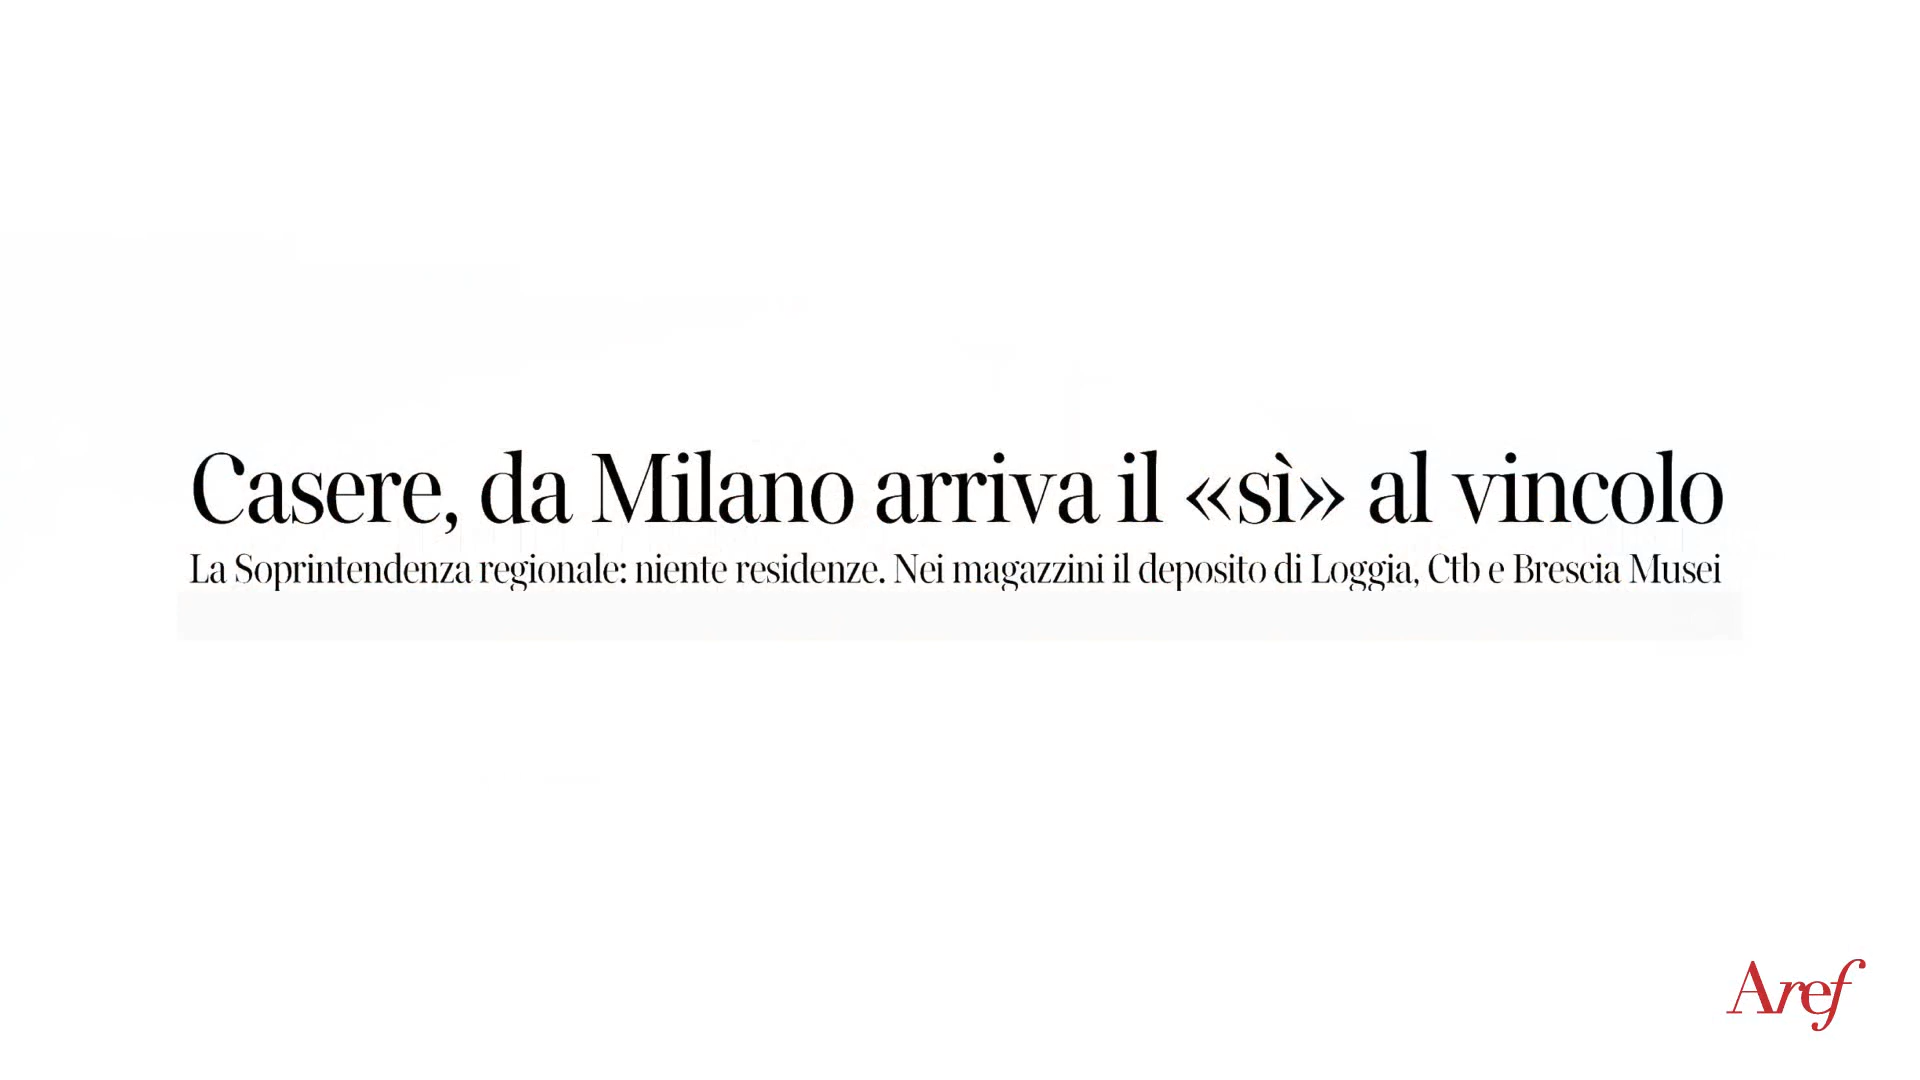 Casere, da Milano arriva il «sì» al vincolo
La Soprintendenza regionale: niente residenze. Nei magazzini il deposito di Loggia, Ctb e Brescia Musei
Aref